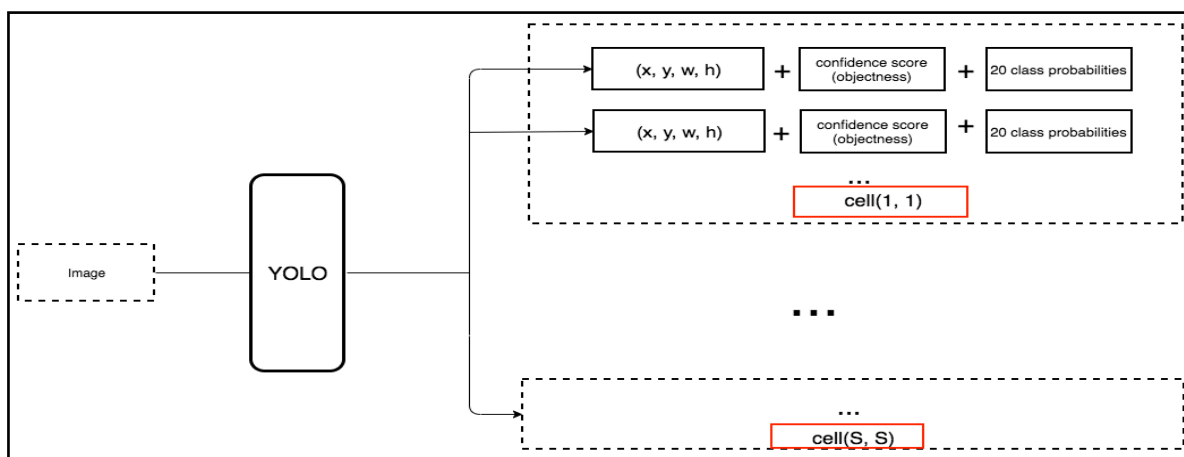 (x, y, w, h) + confidence score (objectness) + 20 class probabilities
(x, y, w, h) + confidence score (objectness) + 20 class probabilities
...
cell(1, 1)
Image
YOLO
...
...
cell(S, S)